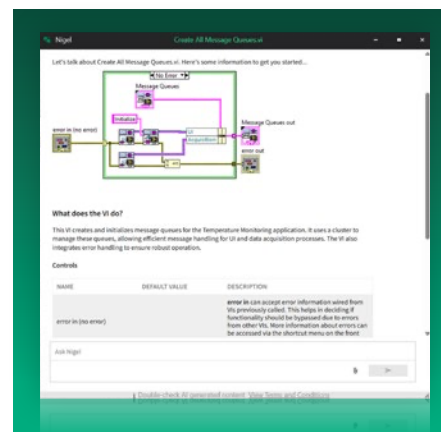 Nigel
Create All Message Queues.vi
Let's talk about Create All Message Queues.vi. Here's some information to get you started...
No Error
Message Queues
Initialize
error in (no error)
UI
Acquisition
Message Queues out
error out
What does the VI do?
This VI creates and initializes message queues for the Temperature Monitoring application. It uses a cluster to
manage these queues, allowing efficient message handling for UI and data acquisition processes. The VI also
integrates error handling to ensure robust operation.
Controls
NAME DEFAULT VALUE DESCRIPTION
error in can accept error information wired from
VIs previously called. This helps in deciding if
functionality should be bypassed due to errors
from other VIs. More information about errors can
be accessed via the shortcut menu on the front
error in (no error)
Ask Nigel
Double-check AI generated content. View Terms and Conditions